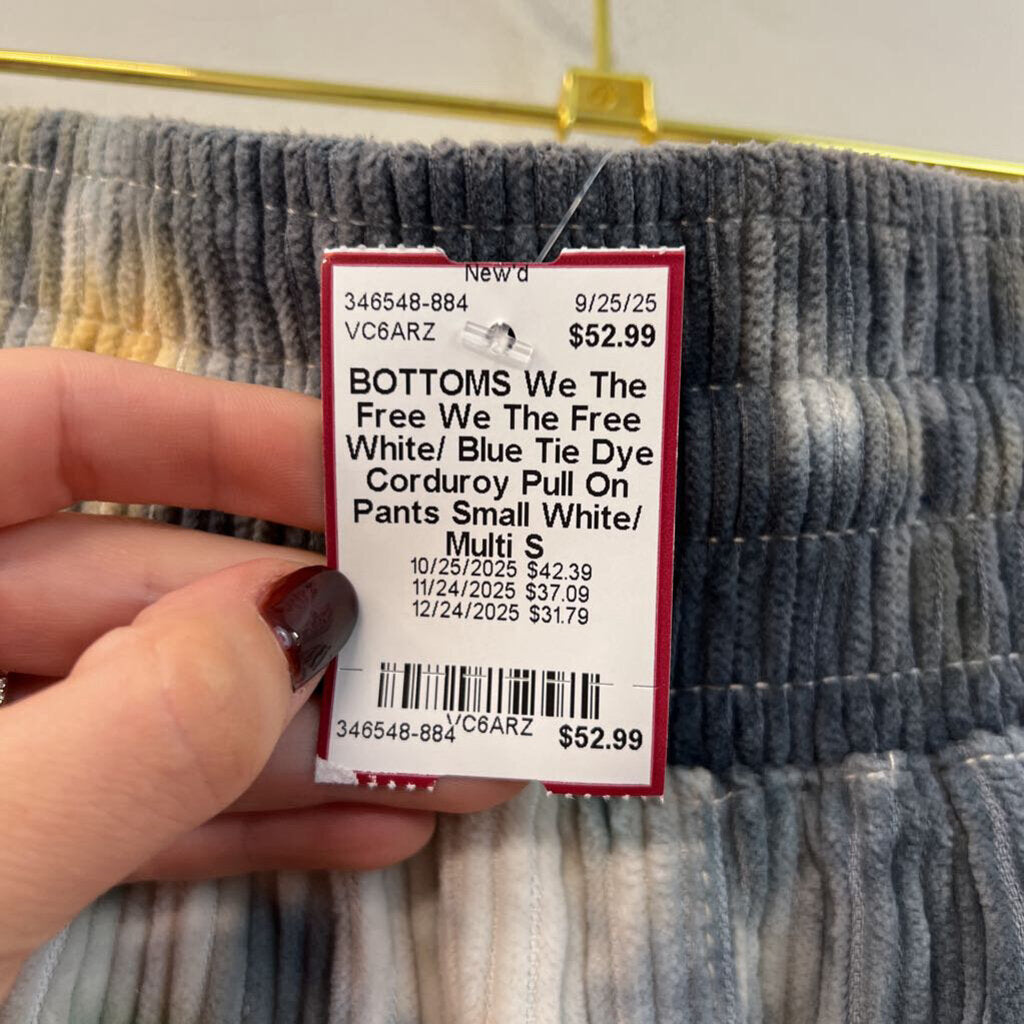 New'd
346548-884 9/25/25
VC6ARZ $52.99
BOTTOMS We The
Free We The Free
White/ Blue Tie Dye
Corduroy Pull On
Pants Small White/
Multi S
10/25/2025 $42.39
11/24/2025 $37.09
12/24/2025 $31.79
346548-884 VC6ARZ $52.99